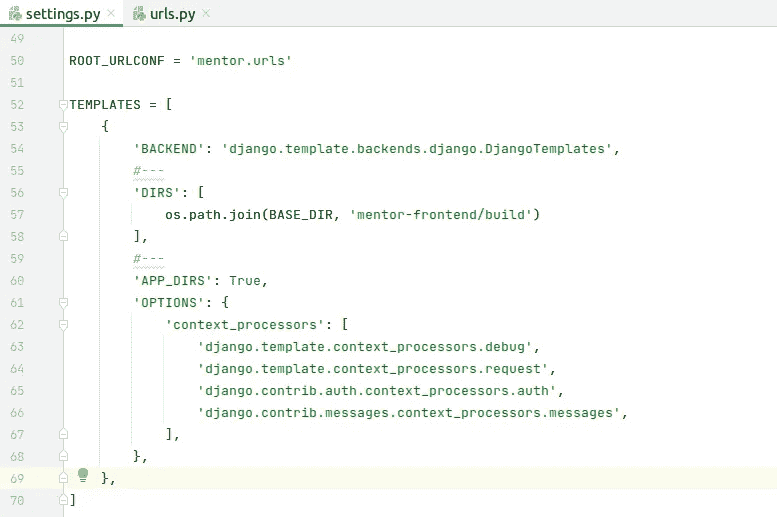 settings.py × urls.py ×
49
50 ROOT_URLCONF = 'mentor.urls'
51
52 TEMPLATES = [
53     {
54         'BACKEND': 'django.template.backends.django.DjangoTemplates',
55         #---
56         'DIRS': [
57             os.path.join(BASE_DIR, 'mentor-frontend/build')
58         ],
59         #---
60         'APP_DIRS': True,
61         'OPTIONS': {
62             'context_processors': [
63                 'django.template.context_processors.debug',
64                 'django.template.context_processors.request',
65                 'django.contrib.auth.context_processors.auth',
66                 'django.contrib.messages.context_processors.messages',
67             ],
68         },
69     },
70 ]